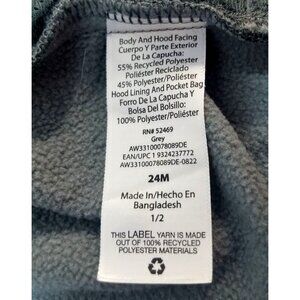 Body And Hood Facing
Cuerpo Y Parte Exterior
De La Capucha:
55% Recycled Polyester
Poliéster Reciclado
45% Polyester/Poliéster
Hood Lining And Pocket Bag
Forro De La Capucha Y
Bolsa Del Bolsillo:
100% Polyester/Poliéster
RN# 52469
Grey
AW33100078089DE
EAN/UPC 1 9324237772
AW33100078089DE-0822
24M
Made In/Hecho En
Bangladesh
1/2
THIS LABEL YARN IS MADE
OUT OF 100% RECYCLED
POLYESTER MATERIALS